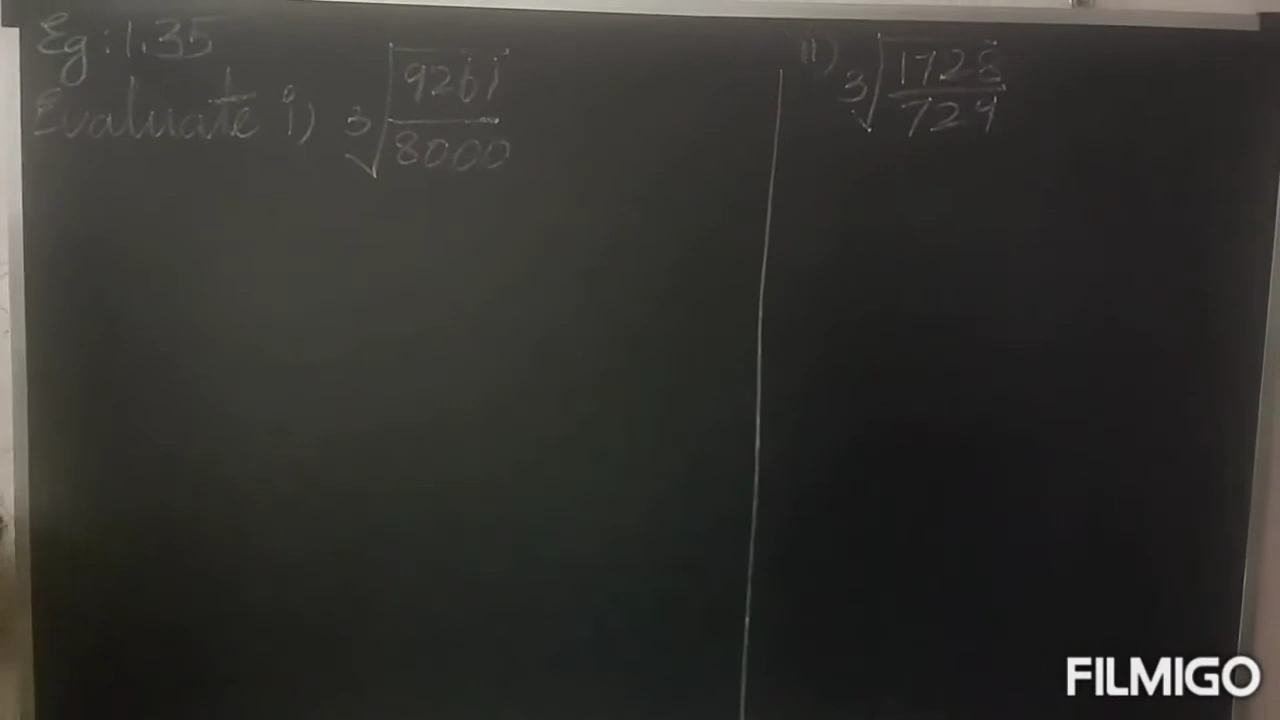 Eg: 1.35
Evaluate i) ∛(9261/8000)
ii) ∛(1728/729)
FILMIGO